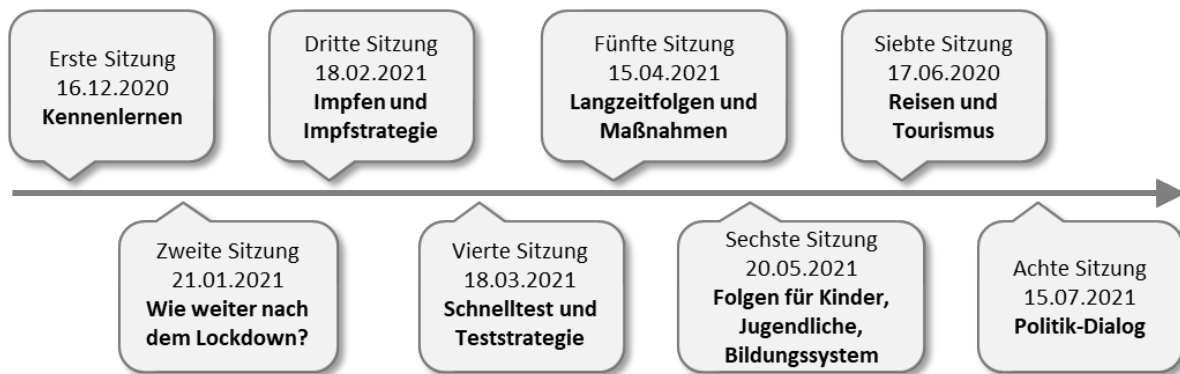 Erste Sitzung
16.12.2020
Kennenlernen
Zweite Sitzung
21.01.2021
Wie weiter nach
dem Lockdown?
Dritte Sitzung
18.02.2021
Impfen und
Impfstrategie
Vierte Sitzung
18.03.2021
Schnelltest und
Teststrategie
Fünfte Sitzung
15.04.2021
Langzeitfolgen und
Maßnahmen
Sechste Sitzung
20.05.2021
Folgen für Kinder,
Jugendliche,
Bildungssystem
Siebte Sitzung
17.06.2020
Reisen und
Tourismus
Achte Sitzung
15.07.2021
Politik-Dialog